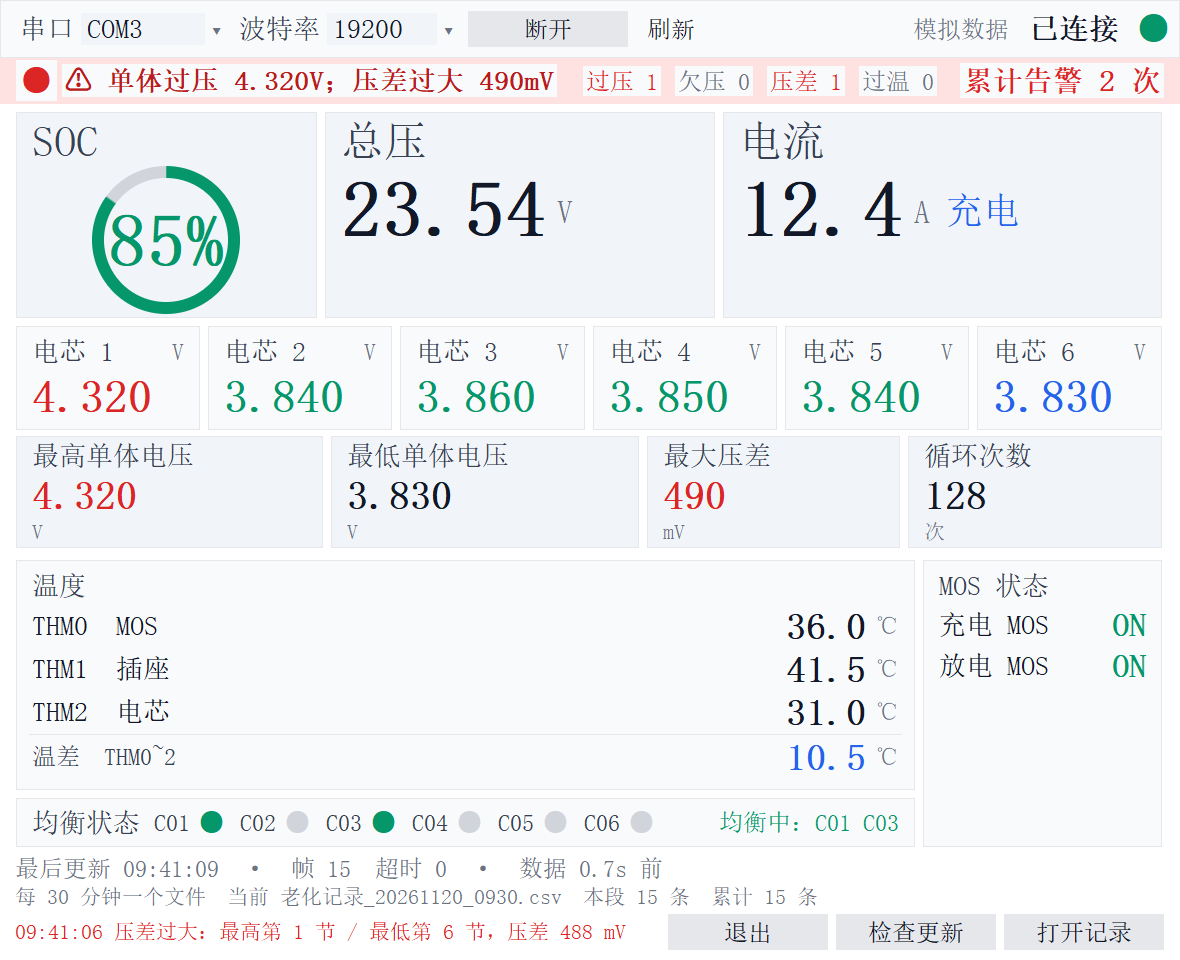 串口 COM3 ▾ 波特率 19200 ▾ 断开 刷新 模拟数据 已连接
⚠ 单体过压 4.320V; 压差过大 490mV 过压 1 欠压 0 压差 1 过温 0 累计告警 2 次
SOC
85%
总压
23.54 V
电流
12.4 A 充电
电芯 1 V
4.320
电芯 2 V
3.840
电芯 3 V
3.860
电芯 4 V
3.850
电芯 5 V
3.840
电芯 6 V
3.830
最高单体电压
4.320
V
最低单体电压
3.830
V
最大压差
490
mV
循环次数
128
次
温度
THM0 MOS 36.0 ℃
THM1 插座 41.5 ℃
THM2 电芯 31.0 ℃
温差 THM0~2 10.5 ℃
MOS 状态
充电 MOS ON
放电 MOS ON
均衡状态 C01 C02 C03 C04 C05 C06 均衡中: C01 C03
最后更新 09:41:09 • 帧 15 超时 0 • 数据 0.7s 前
每 30 分钟一个文件 当前 老化记录_20261120_0930.csv 本段 15 条 累计 15 条
09:41:06 压差过大: 最高第 1 节 / 最低第 6 节, 压差 488 mV
退出 检查更新 打开记录